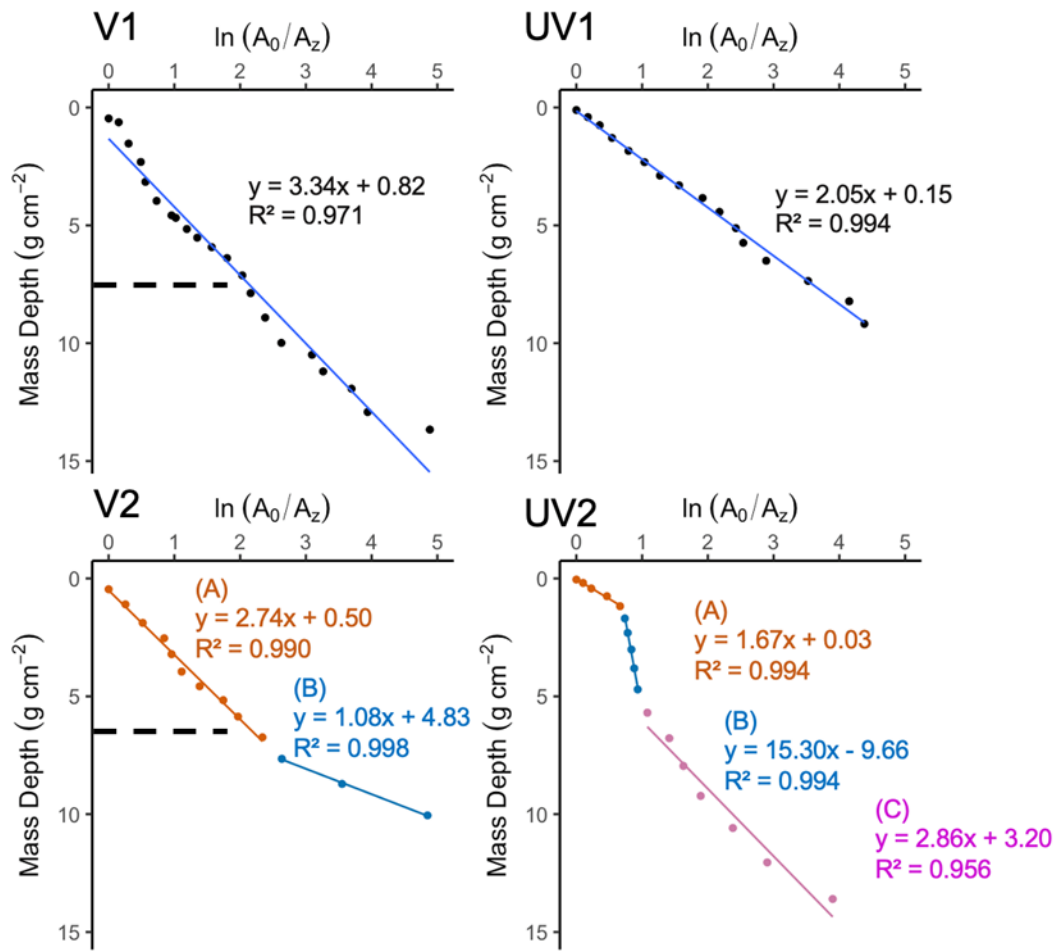 V1
ln (A₀/A_z)
0 1 2 3 4 5
Mass Depth (g cm⁻²)
0
5
10
15
y = 3.34x + 0.82
R² = 0.971
UV1
ln (A₀/A_z)
0 1 2 3 4 5
Mass Depth (g cm⁻²)
0
5
10
15
y = 2.05x + 0.15
R² = 0.994
V2
ln (A₀/A_z)
0 1 2 3 4 5
Mass Depth (g cm⁻²)
0
5
10
15
(A)
y = 2.74x + 0.50
R² = 0.990
(B)
y = 1.08x + 4.83
R² = 0.998
UV2
ln (A₀/A_z)
0 1 2 3 4 5
Mass Depth (g cm⁻²)
0
5
10
15
(A)
y = 1.67x + 0.03
R² = 0.994
(B)
y = 15.30x - 9.66
R² = 0.994
(C)
y = 2.86x + 3.20
R² = 0.956